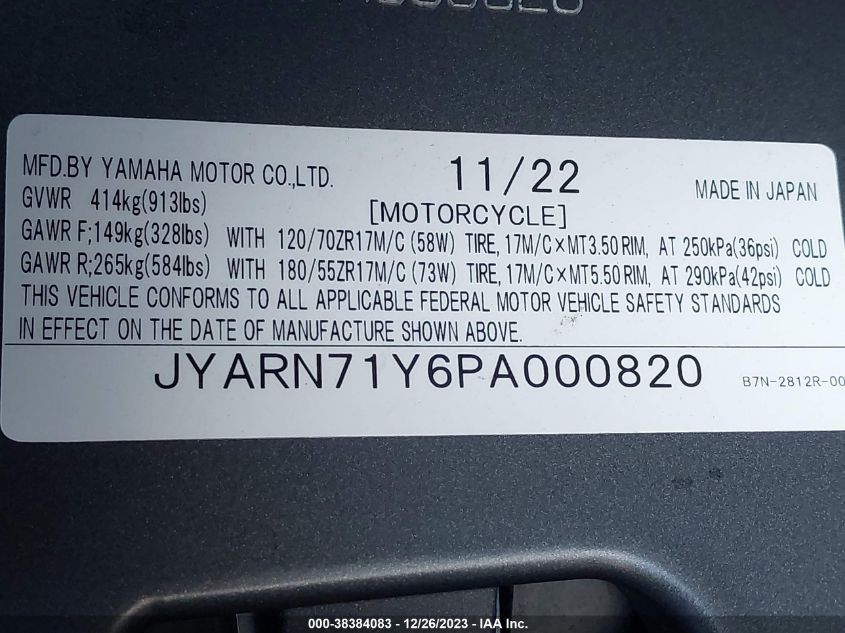 MFD.BY YAMAHA MOTOR CO.,LTD. 11/22 MADE IN JAPAN
GVWR 414kg(913lbs) [MOTORCYCLE]
GAWR F;149kg(328lbs) WITH 120/70ZR17M/C (58W) TIRE, 17M/C×MT3.50 RIM, AT 250kPa(36psi) COLD
GAWR R;265kg(584lbs) WITH 180/55ZR17M/C (73W) TIRE, 17M/C×MT5.50 RIM, AT 290kPa(42psi) COLD
THIS VEHICLE CONFORMS TO ALL APPLICABLE FEDERAL MOTOR VEHICLE SAFETY STANDARDS
IN EFFECT ON THE DATE OF MANUFACTURE SHOWN ABOVE.
JYARN71Y6PA000820 B7N-2812R-00
000-38384083 - 12/26/2023 - IAA Inc.